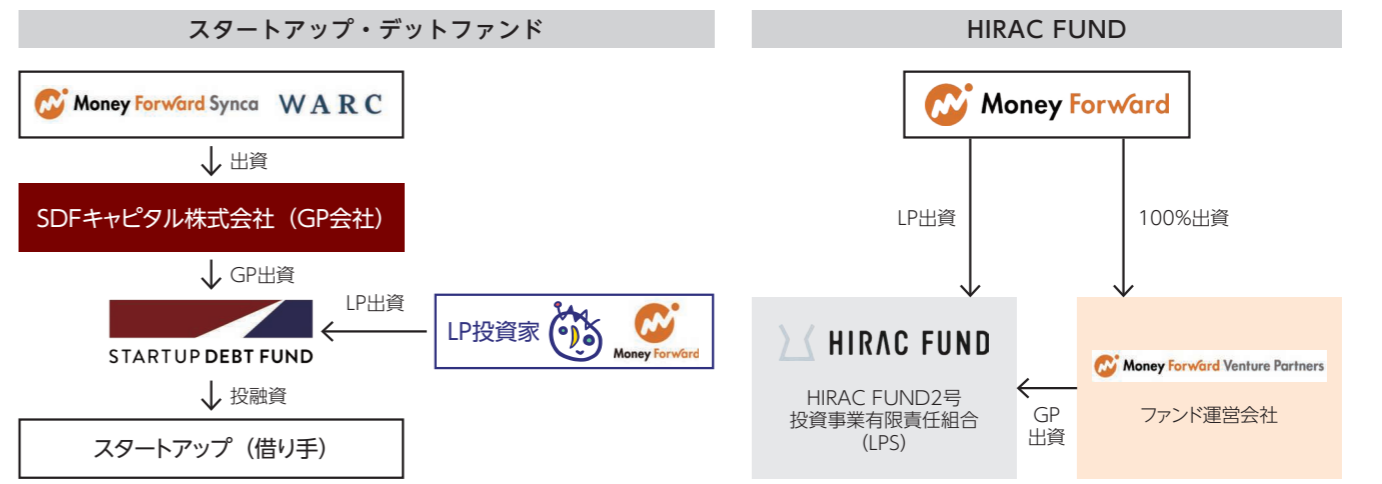 スタートアップ・デットファンド
Money Forward Synca WARC
出資
SDFキャピタル株式会社（GP会社）
GP出資
LP出資
LP投資家
Money Forward
STARTUP DEBT FUND
投融資
スタートアップ（借り手）
HIRAC FUND
Money Forward
LP出資
100%出資
HIRAC FUND
HIRAC FUND2号
投資事業有限責任組合
(LPS)
GP
出資
Money Forward Venture Partners
ファンド運営会社